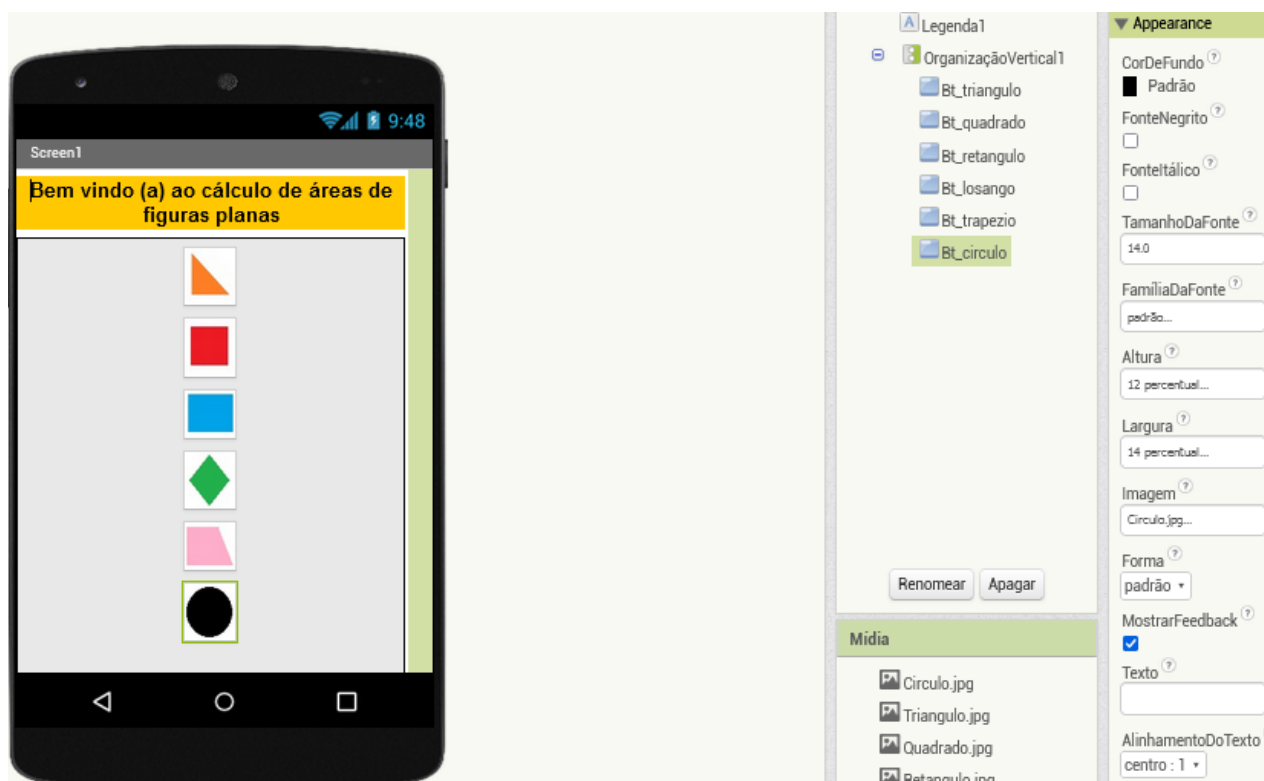 9:48
Screen1
Bem vindo (a) ao cálculo de áreas de
figuras planas
Legenda1
OrganizaçãoVertical1
Bt_triangulo
Bt_quadrado
Bt_retangulo
Bt_losango
Bt_trapezio
Bt_circulo
Renomear Apagar
Mídia
Circulo.jpg
Triangulo.jpg
Quadrado.jpg
Retangulo.jpg
Appearance
CorDeFundo ?
Padrão
FonteNegrito ?
FonteItálico ?
TamanhoDaFonte ?
14.0
FamíliaDaFonte ?
padrão...
Altura ?
12 percentual...
Largura ?
14 percentual...
Imagem ?
Circulo.jpg...
Forma ?
padrão
MostrarFeedback ?
Texto ?
AlinhamentoDoTexto
centro : 1